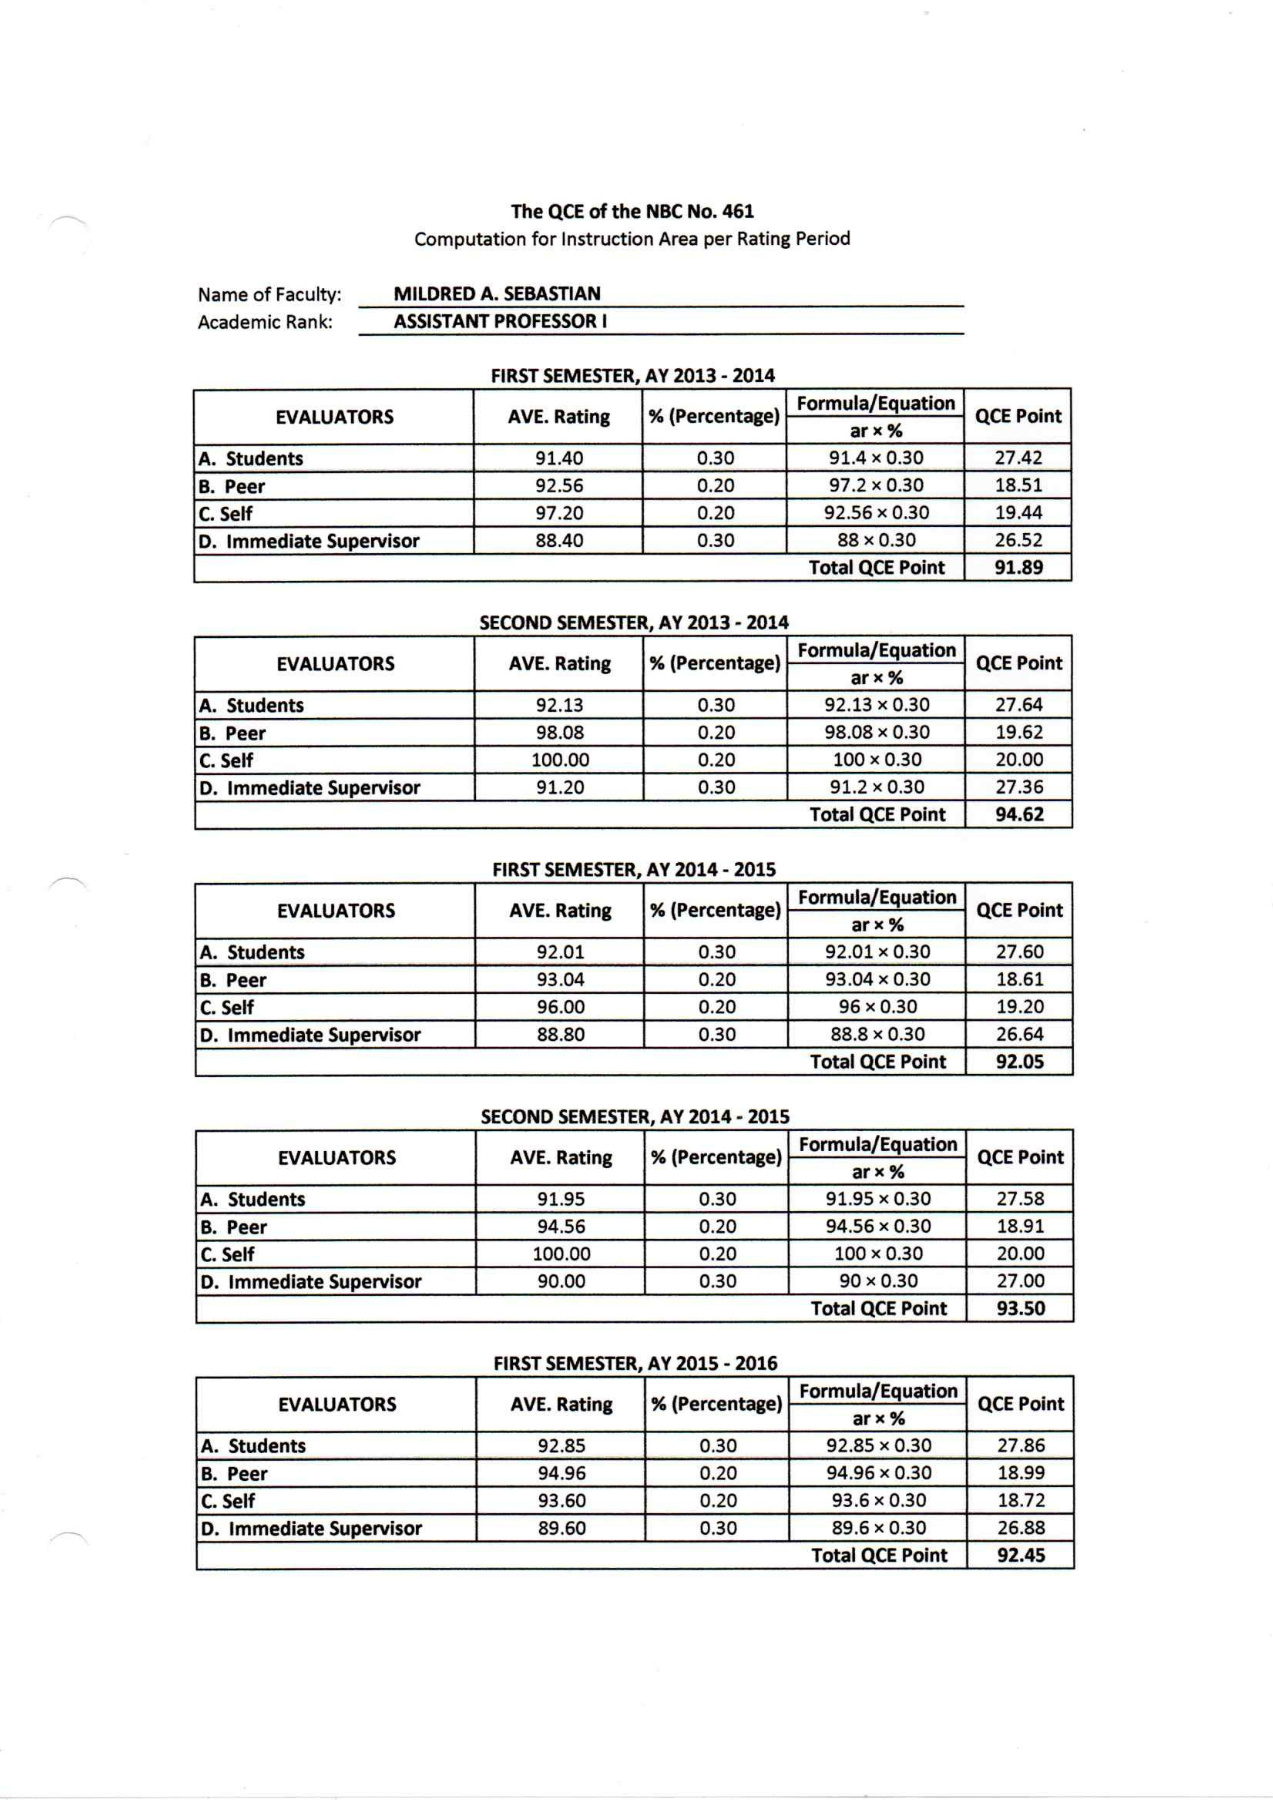 The QCE of the NBC No. 461
Computation for Instruction Area per Rating Period
Name of Faculty: MILDRED A. SEBASTIAN
Academic Rank: ASSISTANT PROFESSOR I
FIRST SEMESTER, AY 2013 - 2014
EVALUATORS AVE. Rating % (Percentage) Formula/Equation QCE Point
ar × %
A. Students 91.40 0.30 91.4 × 0.30 27.42
B. Peer 92.56 0.20 97.2 × 0.30 18.51
C. Self 97.20 0.20 92.56 × 0.30 19.44
D. Immediate Supervisor 88.40 0.30 88 × 0.30 26.52
Total QCE Point 91.89
SECOND SEMESTER, AY 2013 - 2014
EVALUATORS AVE. Rating % (Percentage) Formula/Equation QCE Point
ar × %
A. Students 92.13 0.30 92.13 × 0.30 27.64
B. Peer 98.08 0.20 98.08 × 0.30 19.62
C. Self 100.00 0.20 100 × 0.30 20.00
D. Immediate Supervisor 91.20 0.30 91.2 × 0.30 27.36
Total QCE Point 94.62
FIRST SEMESTER, AY 2014 - 2015
EVALUATORS AVE. Rating % (Percentage) Formula/Equation QCE Point
ar × %
A. Students 92.01 0.30 92.01 × 0.30 27.60
B. Peer 93.04 0.20 93.04 × 0.30 18.61
C. Self 96.00 0.20 96 × 0.30 19.20
D. Immediate Supervisor 88.80 0.30 88.8 × 0.30 26.64
Total QCE Point 92.05
SECOND SEMESTER, AY 2014 - 2015
EVALUATORS AVE. Rating % (Percentage) Formula/Equation QCE Point
ar × %
A. Students 91.95 0.30 91.95 × 0.30 27.58
B. Peer 94.56 0.20 94.56 × 0.30 18.91
C. Self 100.00 0.20 100 × 0.30 20.00
D. Immediate Supervisor 90.00 0.30 90 × 0.30 27.00
Total QCE Point 93.50
FIRST SEMESTER, AY 2015 - 2016
EVALUATORS AVE. Rating % (Percentage) Formula/Equation QCE Point
ar × %
A. Students 92.85 0.30 92.85 × 0.30 27.86
B. Peer 94.96 0.20 94.96 × 0.30 18.99
C. Self 93.60 0.20 93.6 × 0.30 18.72
D. Immediate Supervisor 89.60 0.30 89.6 × 0.30 26.88
Total QCE Point 92.45